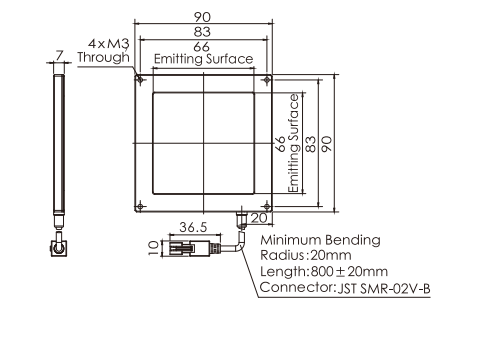 90
83
4xM3
Through
66
Emitting Surface
7
66
Emitting Surface
83
90
20
36.5
10
Minimum Bending
Radius:20mm
Length:800±20mm
Connector:JST SMR-02V-B